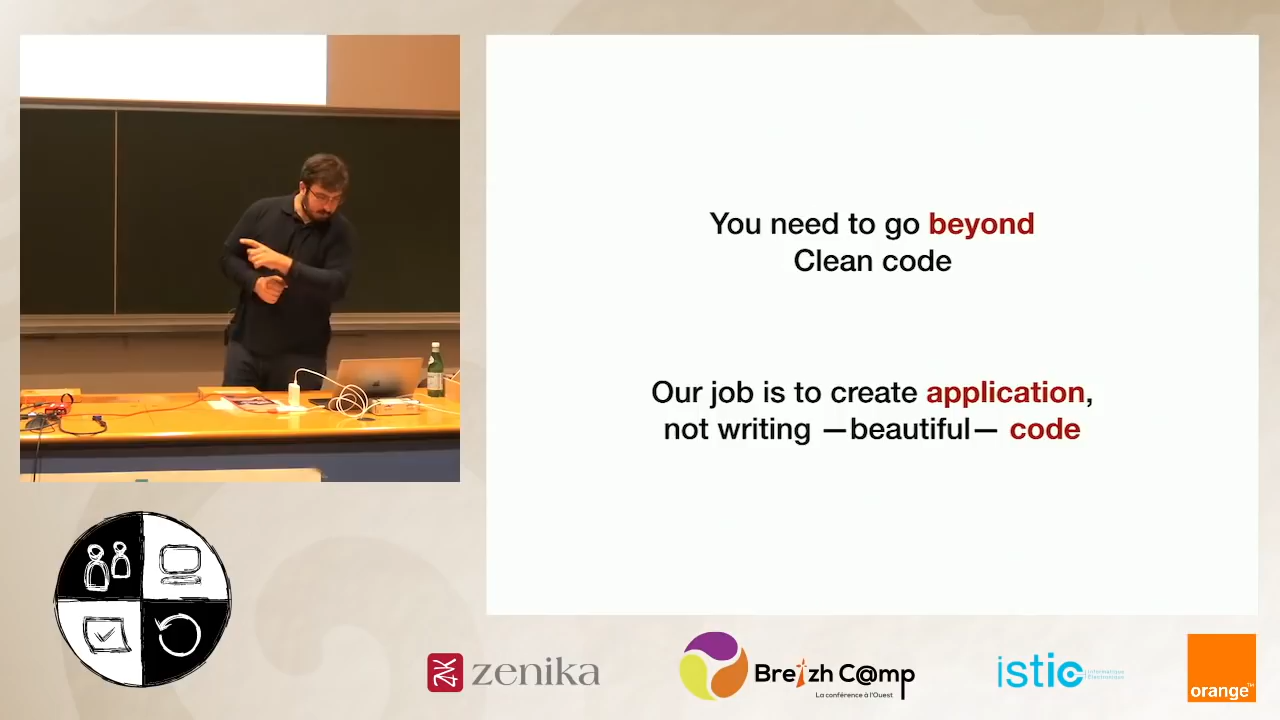 You need to go beyond
Clean code
Our job is to create application,
not writing —beautiful— code
zenika
Breizh C@mp
La conférence à l'Ouest
istic
Informatique
Électronique
orange™